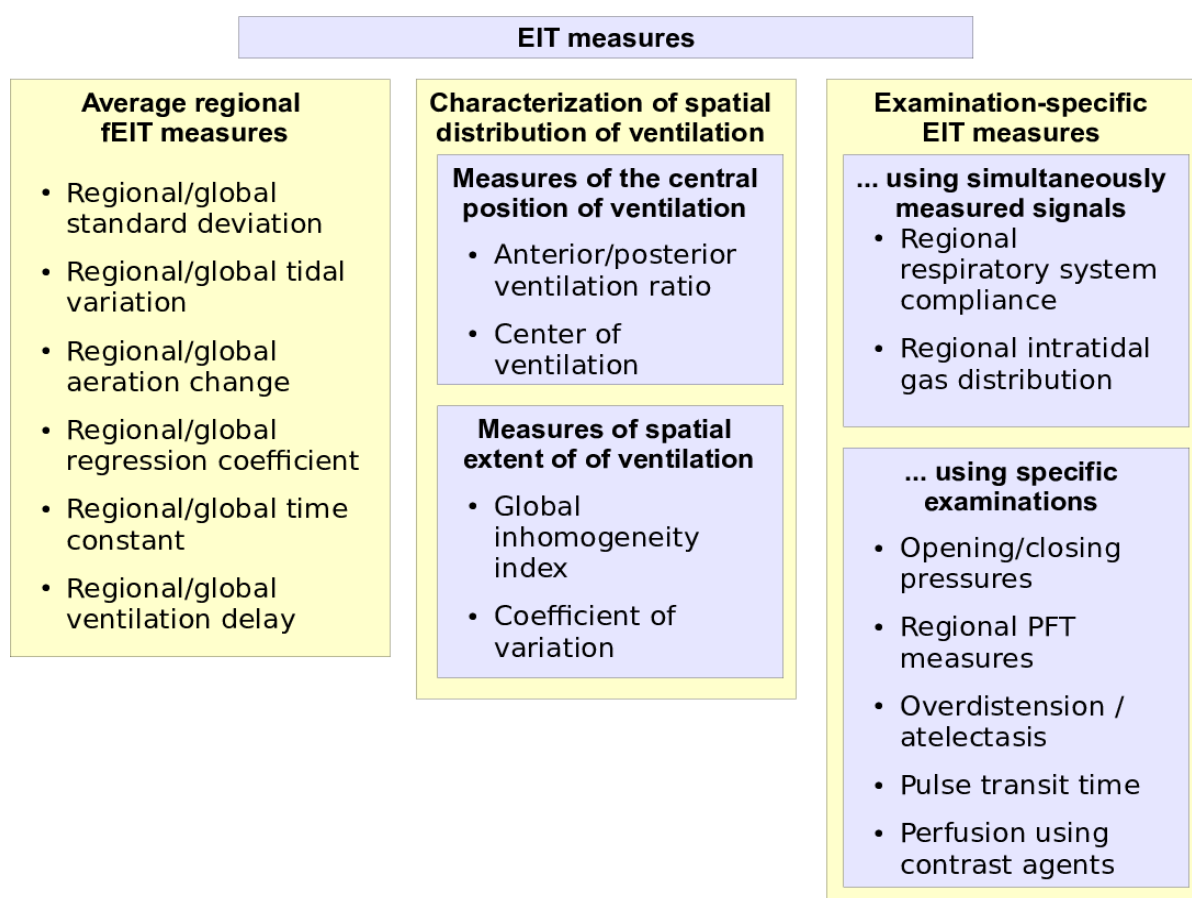 EIT measures
Average regional
fEIT measures
• Regional/global
standard deviation
• Regional/global tidal
variation
• Regional/global
aeration change
• Regional/global
regression coefficient
• Regional/global time
constant
• Regional/global
ventilation delay
Characterization of spatial
distribution of ventilation
Measures of the central
position of ventilation
• Anterior/posterior
ventilation ratio
• Center of
ventilation
Measures of spatial
extent of of ventilation
• Global
inhomogeneity
index
• Coefficient of
variation
Examination-specific
EIT measures
... using simultaneously
measured signals
• Regional
respiratory system
compliance
• Regional intratidal
gas distribution
... using specific
examinations
• Opening/closing
pressures
• Regional PFT
measures
• Overdistension /
atelectasis
• Pulse transit time
• Perfusion using
contrast agents